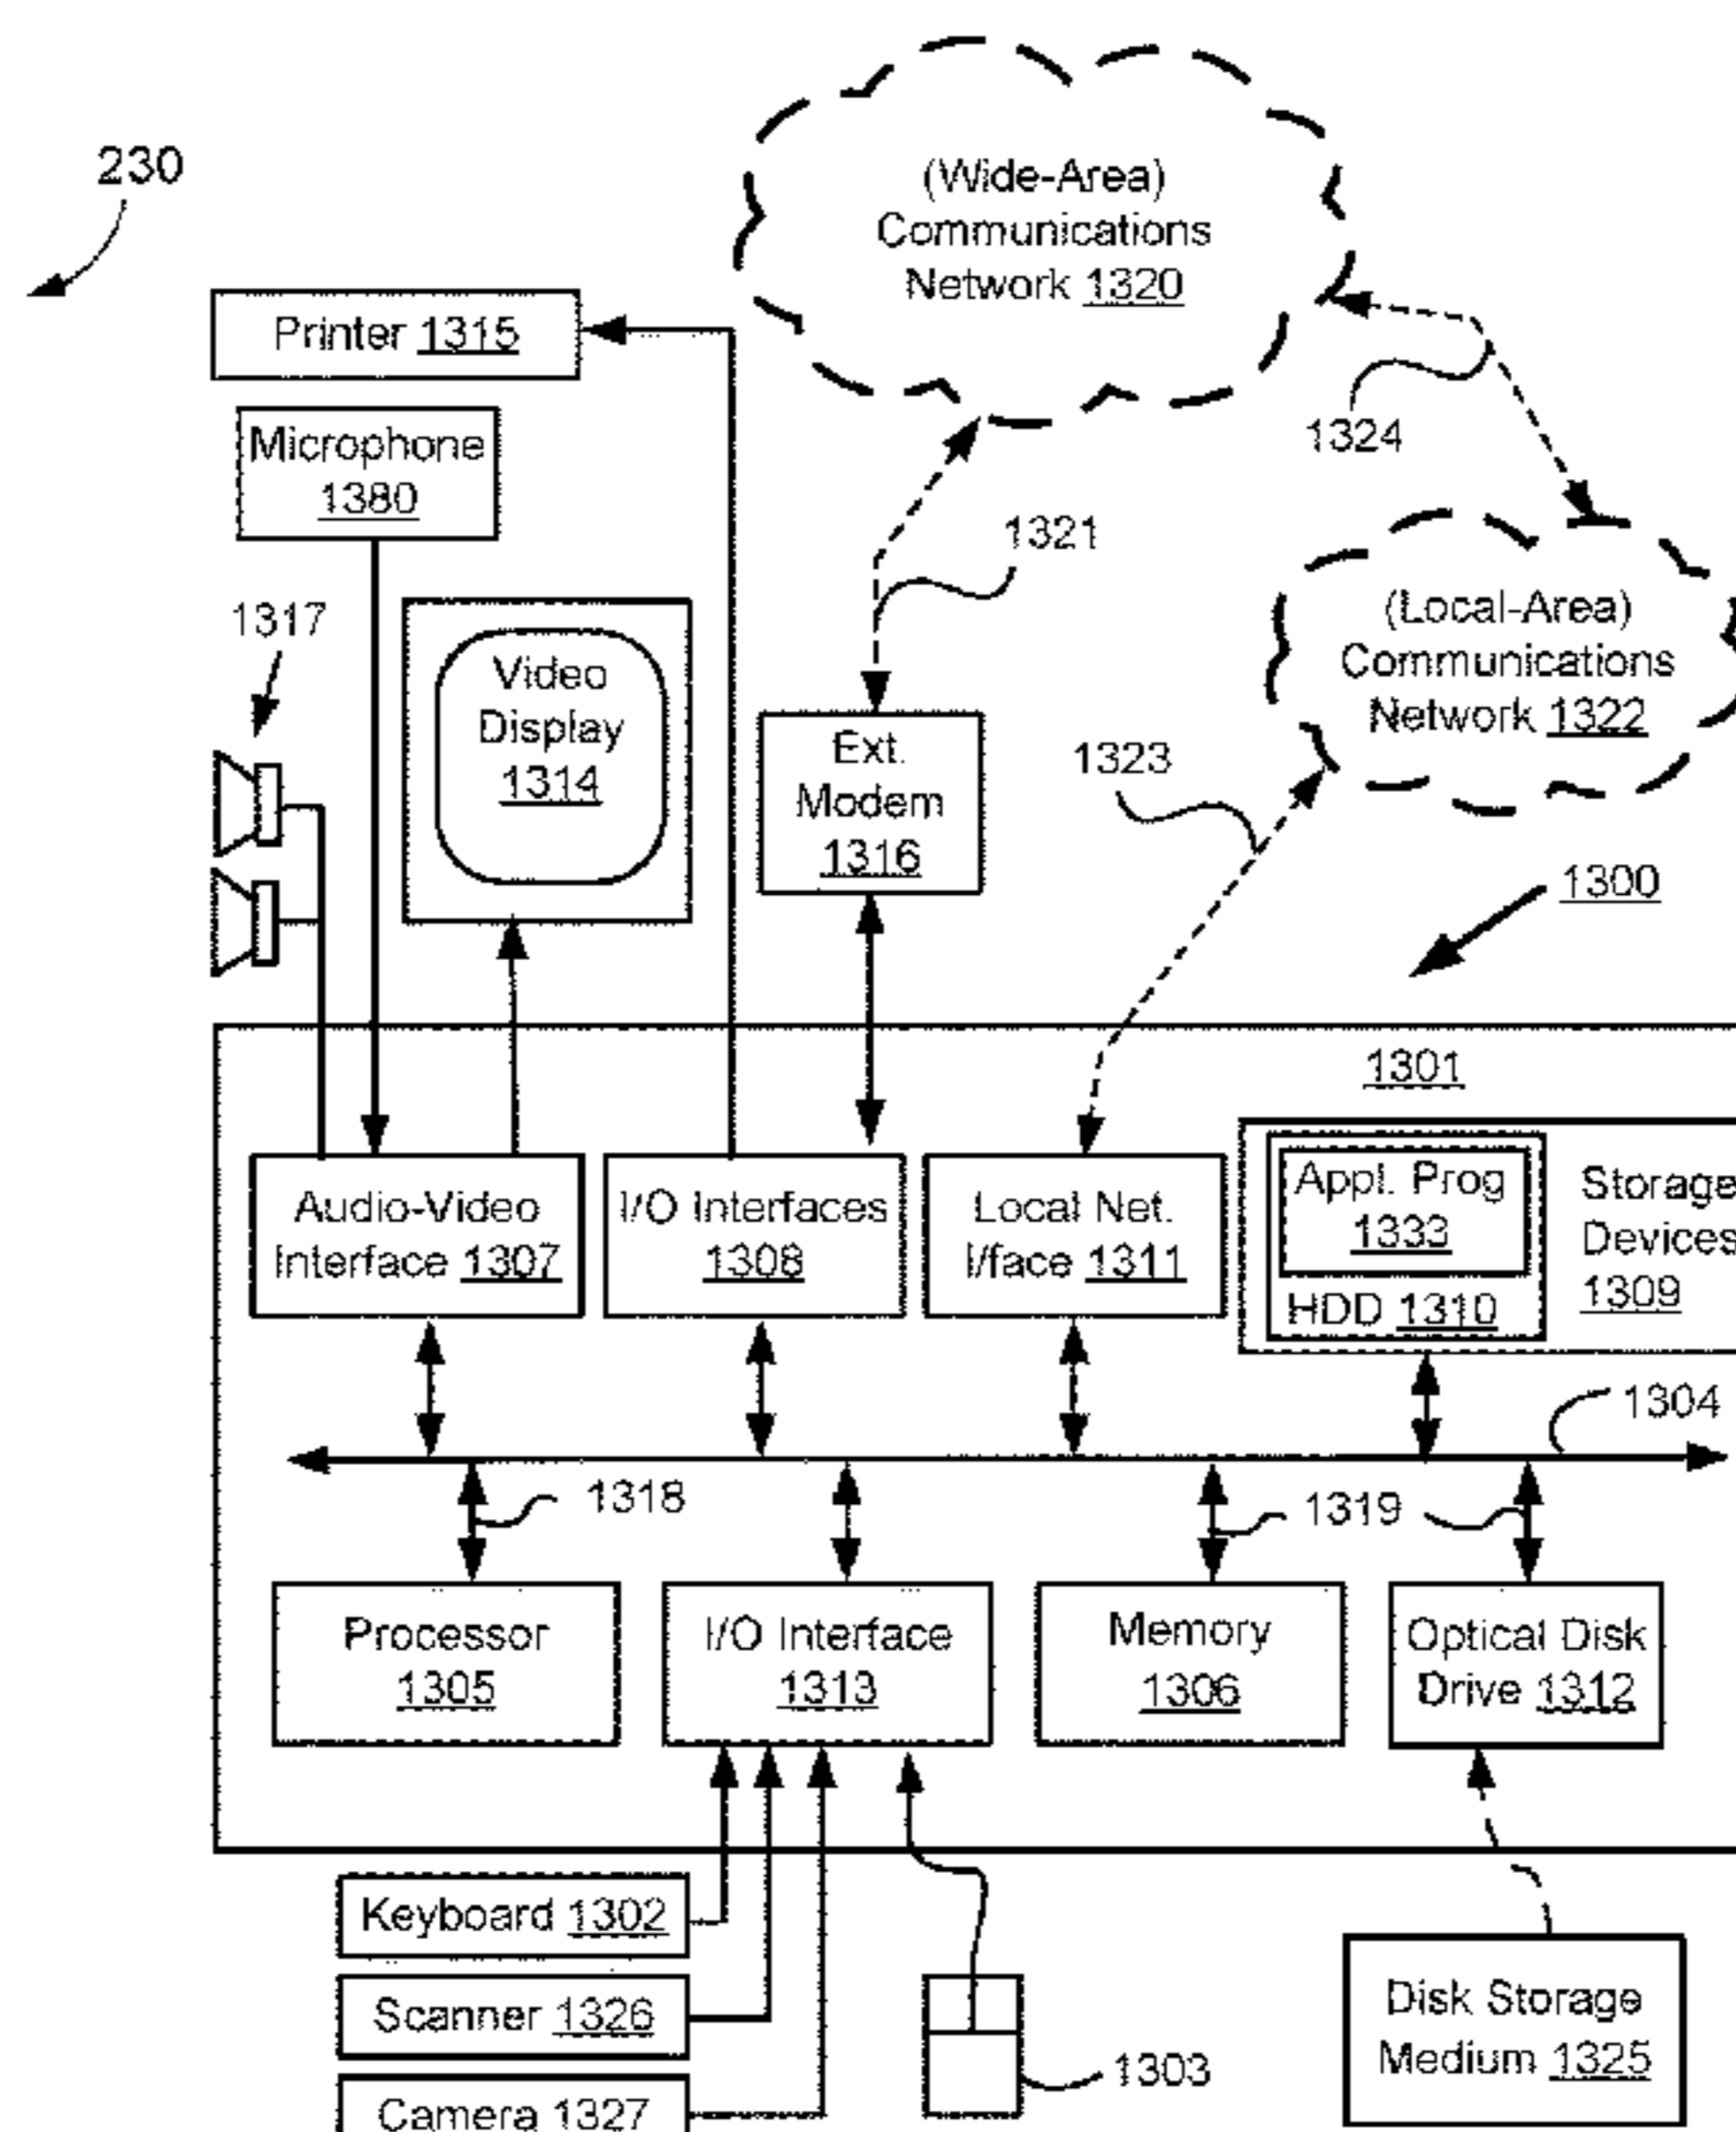 230
(Wide-Area)
Communications
Network 1320
Printer 1315
1324
Microphone
1380
1321
1317
(Local-Area)
Communications
Network 1322
Video
Display
1314
Ext.
Modem
1316
1323
1300
1301
Audio-Video
Interface 1307
I/O Interfaces
1308
Local Net.
I/face 1311
Appl. Prog
1333
HDD 1310
Storage
Devices
1309
1304
1318
1319
Processor
1305
I/O Interface
1313
Memory
1306
Optical Disk
Drive 1312
Keyboard 1302
Scanner 1326
Camera 1327
1303
Disk Storage
Medium 1325